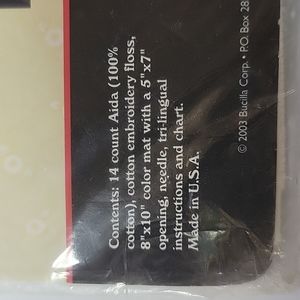 Contents: 14 count Aida (100%
cotton), cotton embroidery floss,
8"x10" color mat with a 5"x7"
opening, needle, tri-lingual
instructions and chart.
Made in U.S.A.
© 2003 Bucilla Corp. • P.O. Box 28